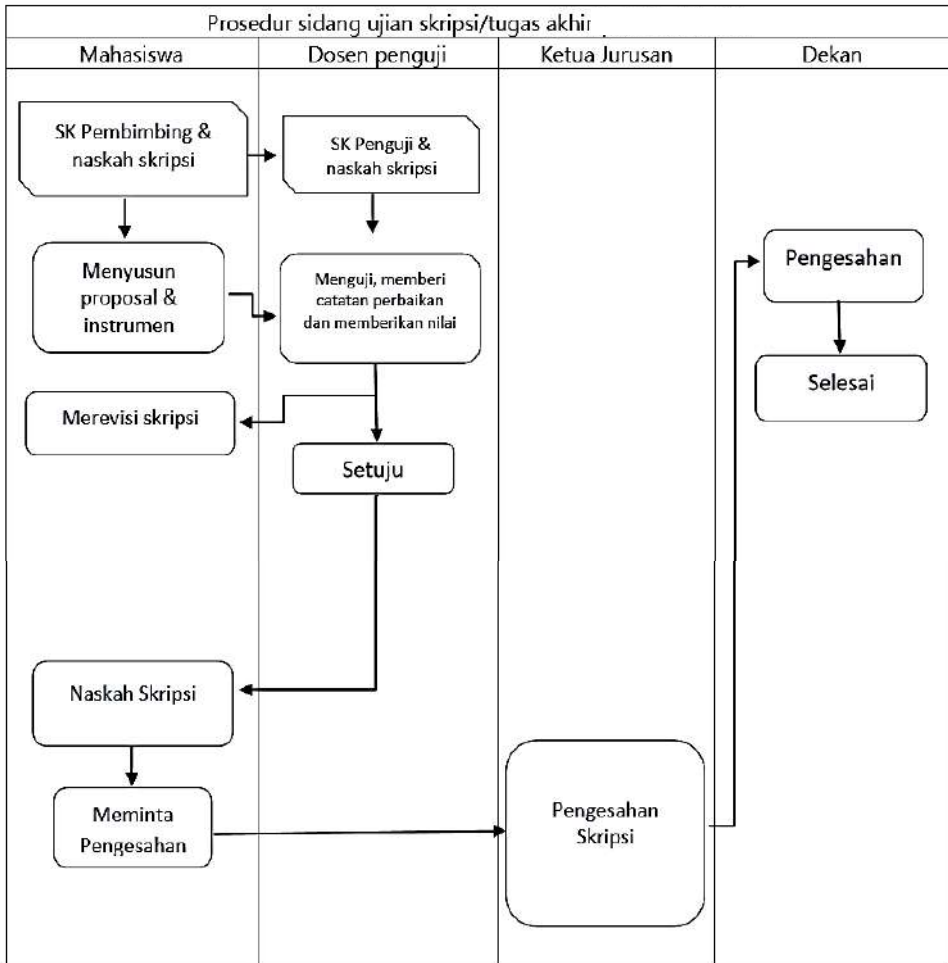 Prosedur sidang ujian skripsi/tugas akhir
Mahasiswa
Dosen penguji
Ketua Jurusan
Dekan
SK Pembimbing &
naskah skripsi
SK Penguji &
naskah skripsi
Menyusun
proposal &
instrumen
Menguji, memberi
catatan perbaikan
dan memberikan nilai
Pengesahan
Selesai
Merevisi skripsi
Setuju
Naskah Skripsi
Meminta
Pengesahan
Pengesahan
Skripsi